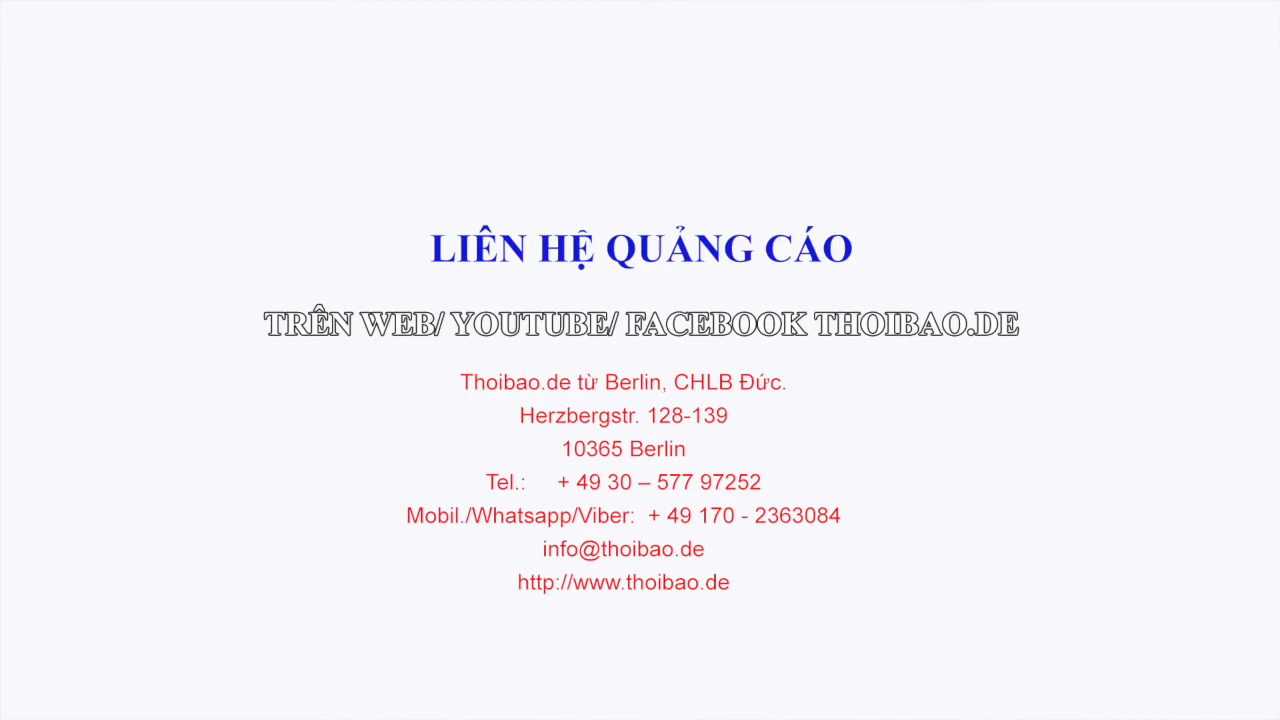 LIÊN HỆ QUẢNG CÁO
TRÊN WEB/ YOUTUBE/ FACEBOOK THOIBAO.DE
Thoibao.de từ Berlin, CHLB Đức.
Herzbergstr. 128-139
10365 Berlin
Tel.: + 49 30 – 577 97252
Mobil./Whatsapp/Viber: + 49 170 - 2363084
info@thoibao.de
http://www.thoibao.de